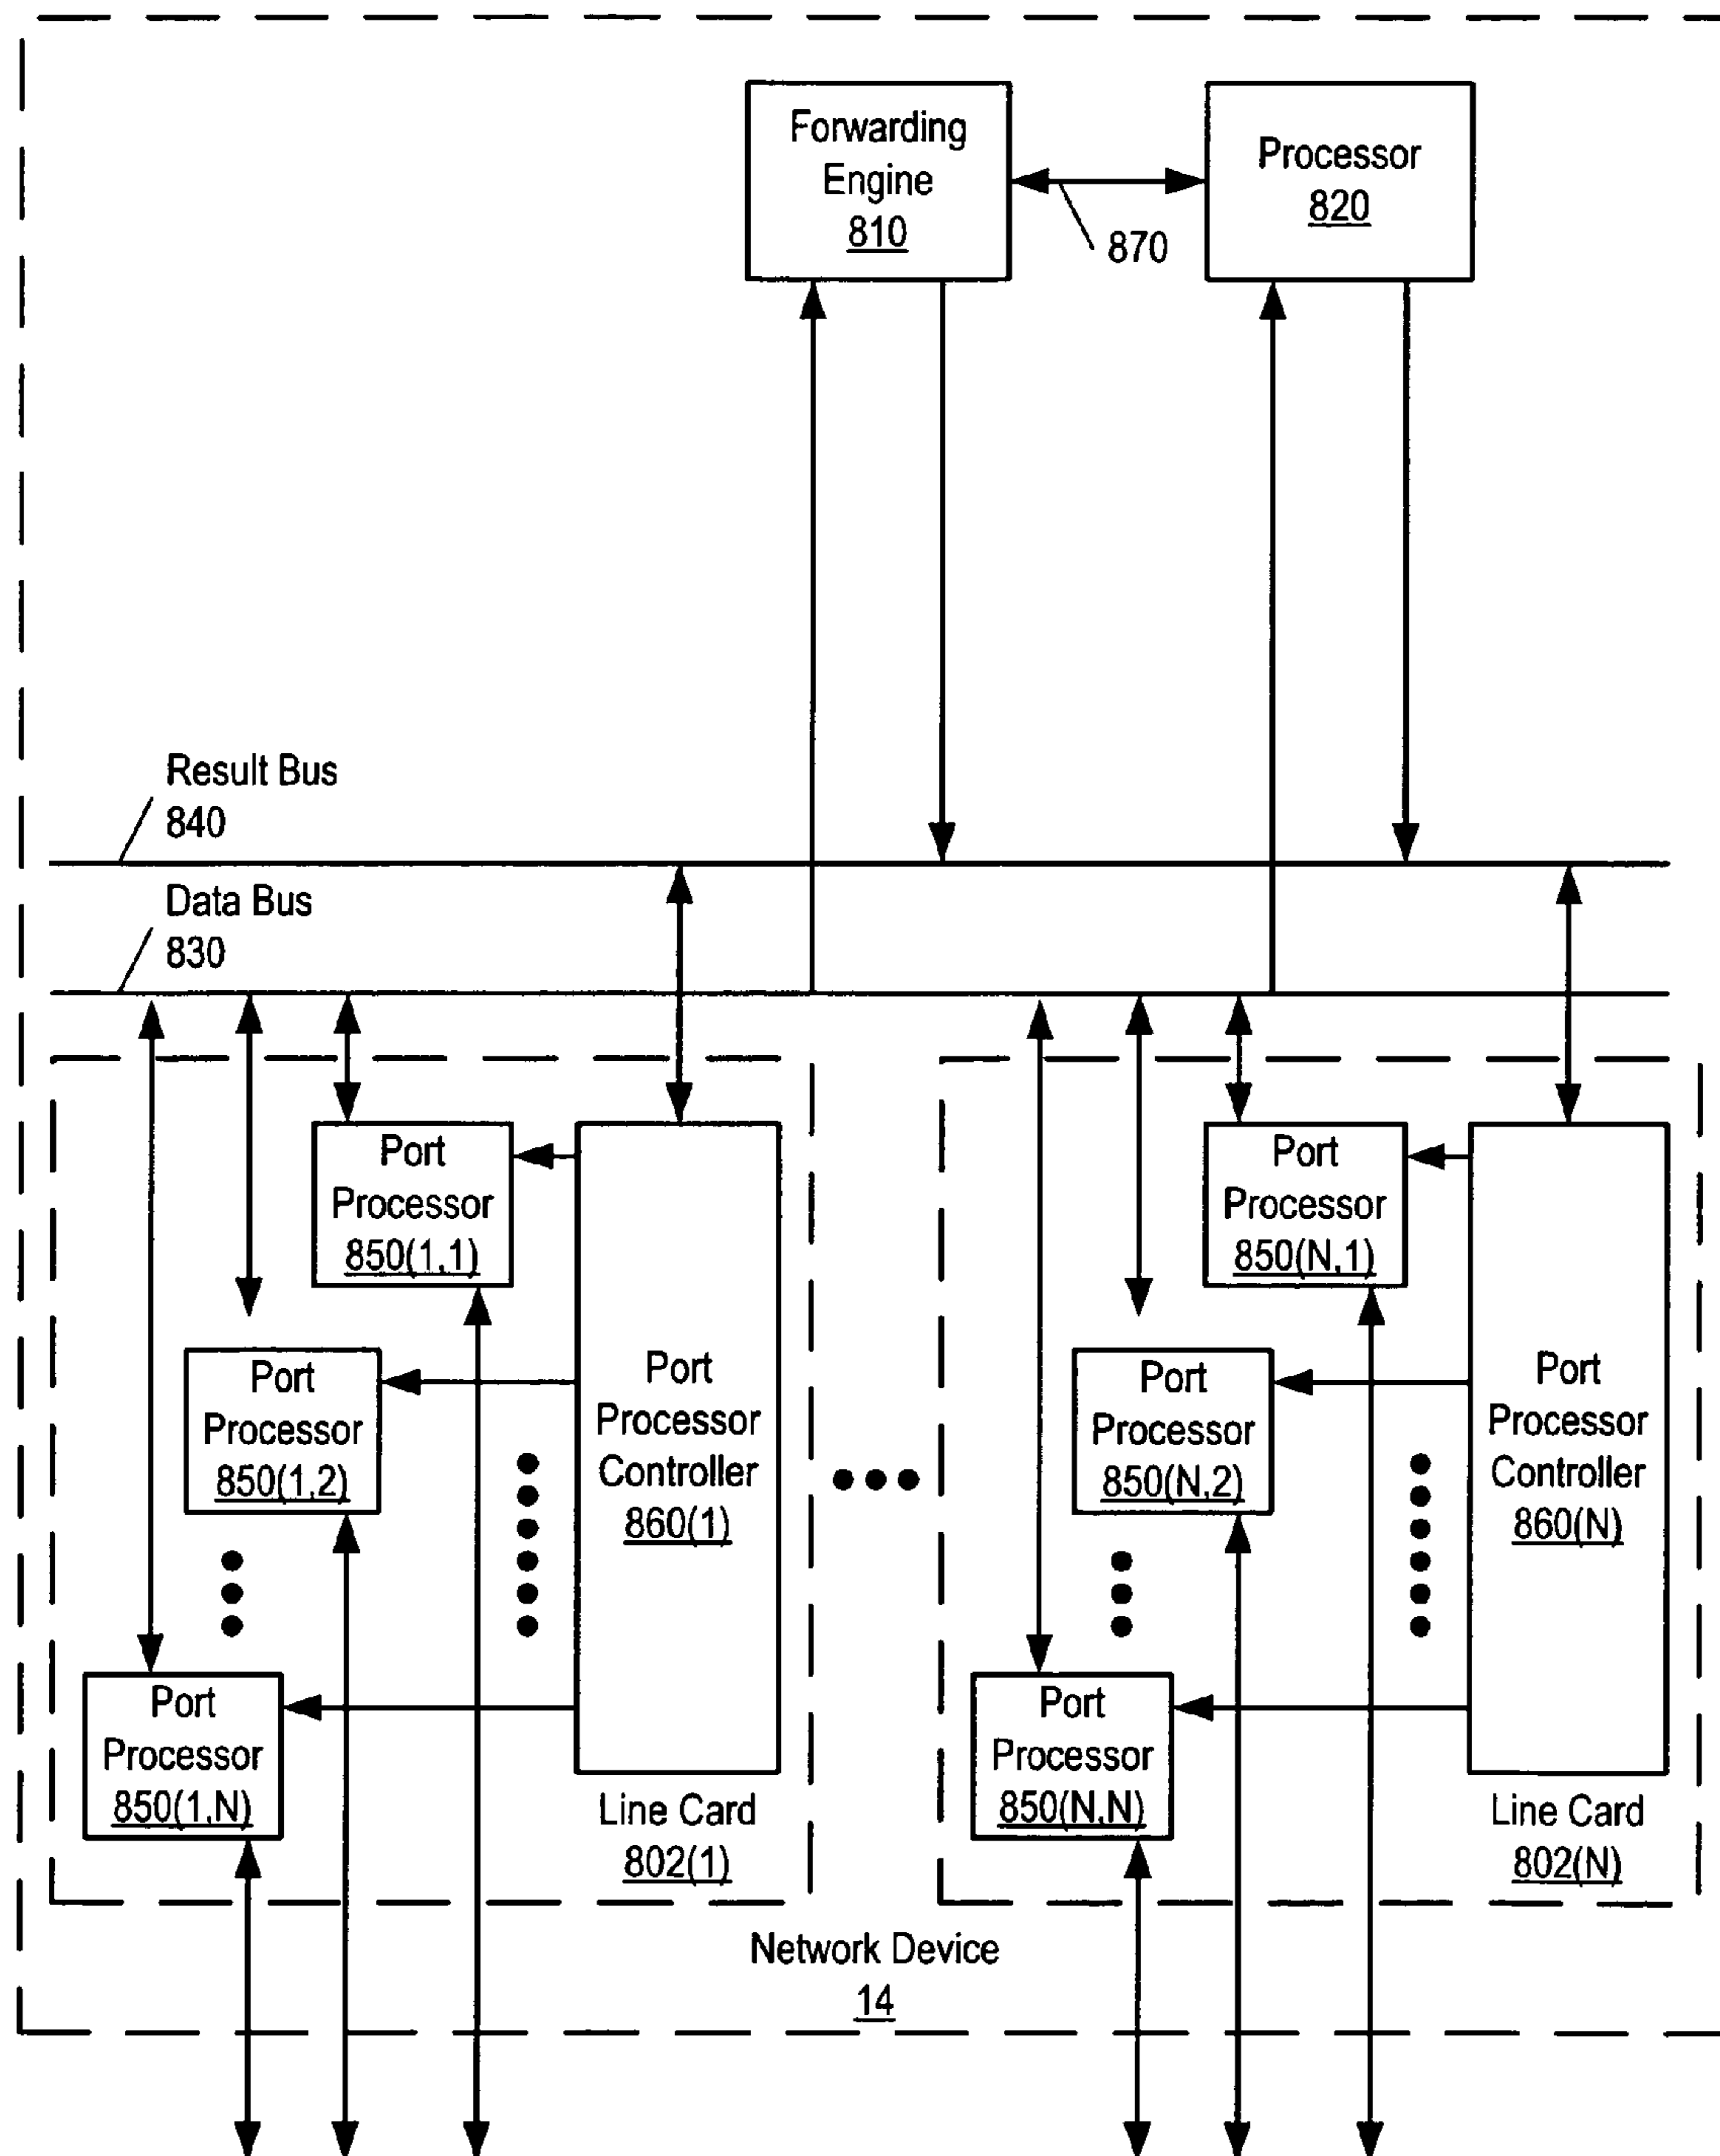 Forwarding
Engine
810
Processor
820
870
Result Bus
840
Data Bus
830
Port
Processor
850(1,1)
Port
Processor
850(1,2)
Port
Processor
850(1,N)
Port
Processor
Controller
860(1)
Line Card
802(1)
Port
Processor
850(N,1)
Port
Processor
850(N,2)
Port
Processor
850(N,N)
Port
Processor
Controller
860(N)
Line Card
802(N)
Network Device
14